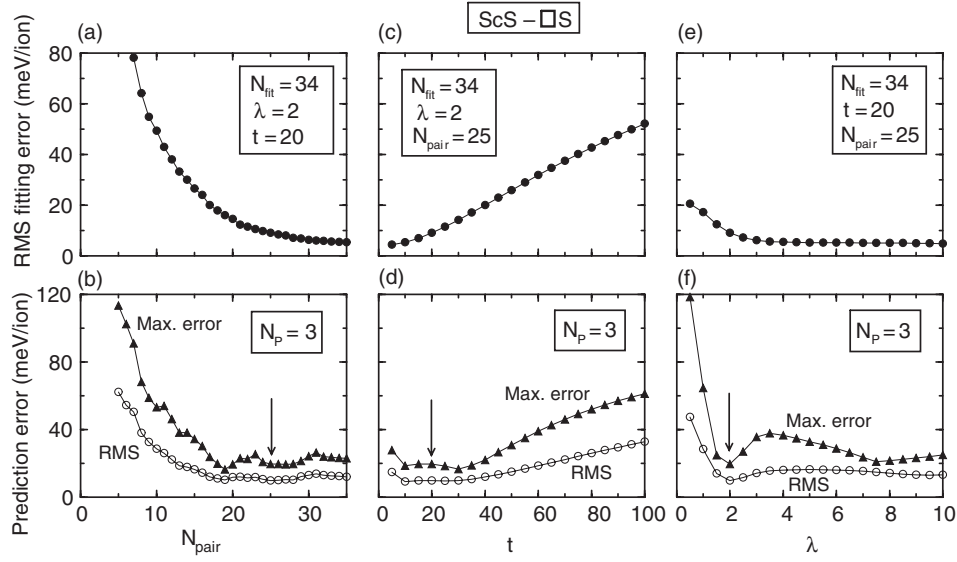 ScS – □S
(a)
(c)
(e)
RMS fitting error (meV/ion)
80
60
40
20
0
N_fit = 34
λ = 2
t = 20
N_fit = 34
λ = 2
N_pair = 25
N_fit = 34
t = 20
N_pair = 25
(b)
(d)
(f)
Prediction error (meV/ion)
120
80
40
0
Max. error
RMS
N_P = 3
Max. error
RMS
N_P = 3
Max. error
RMS
N_P = 3
0 10 20 30
N_pair
0 20 40 60 80 100
t
0 2 4 6 8 10
λ